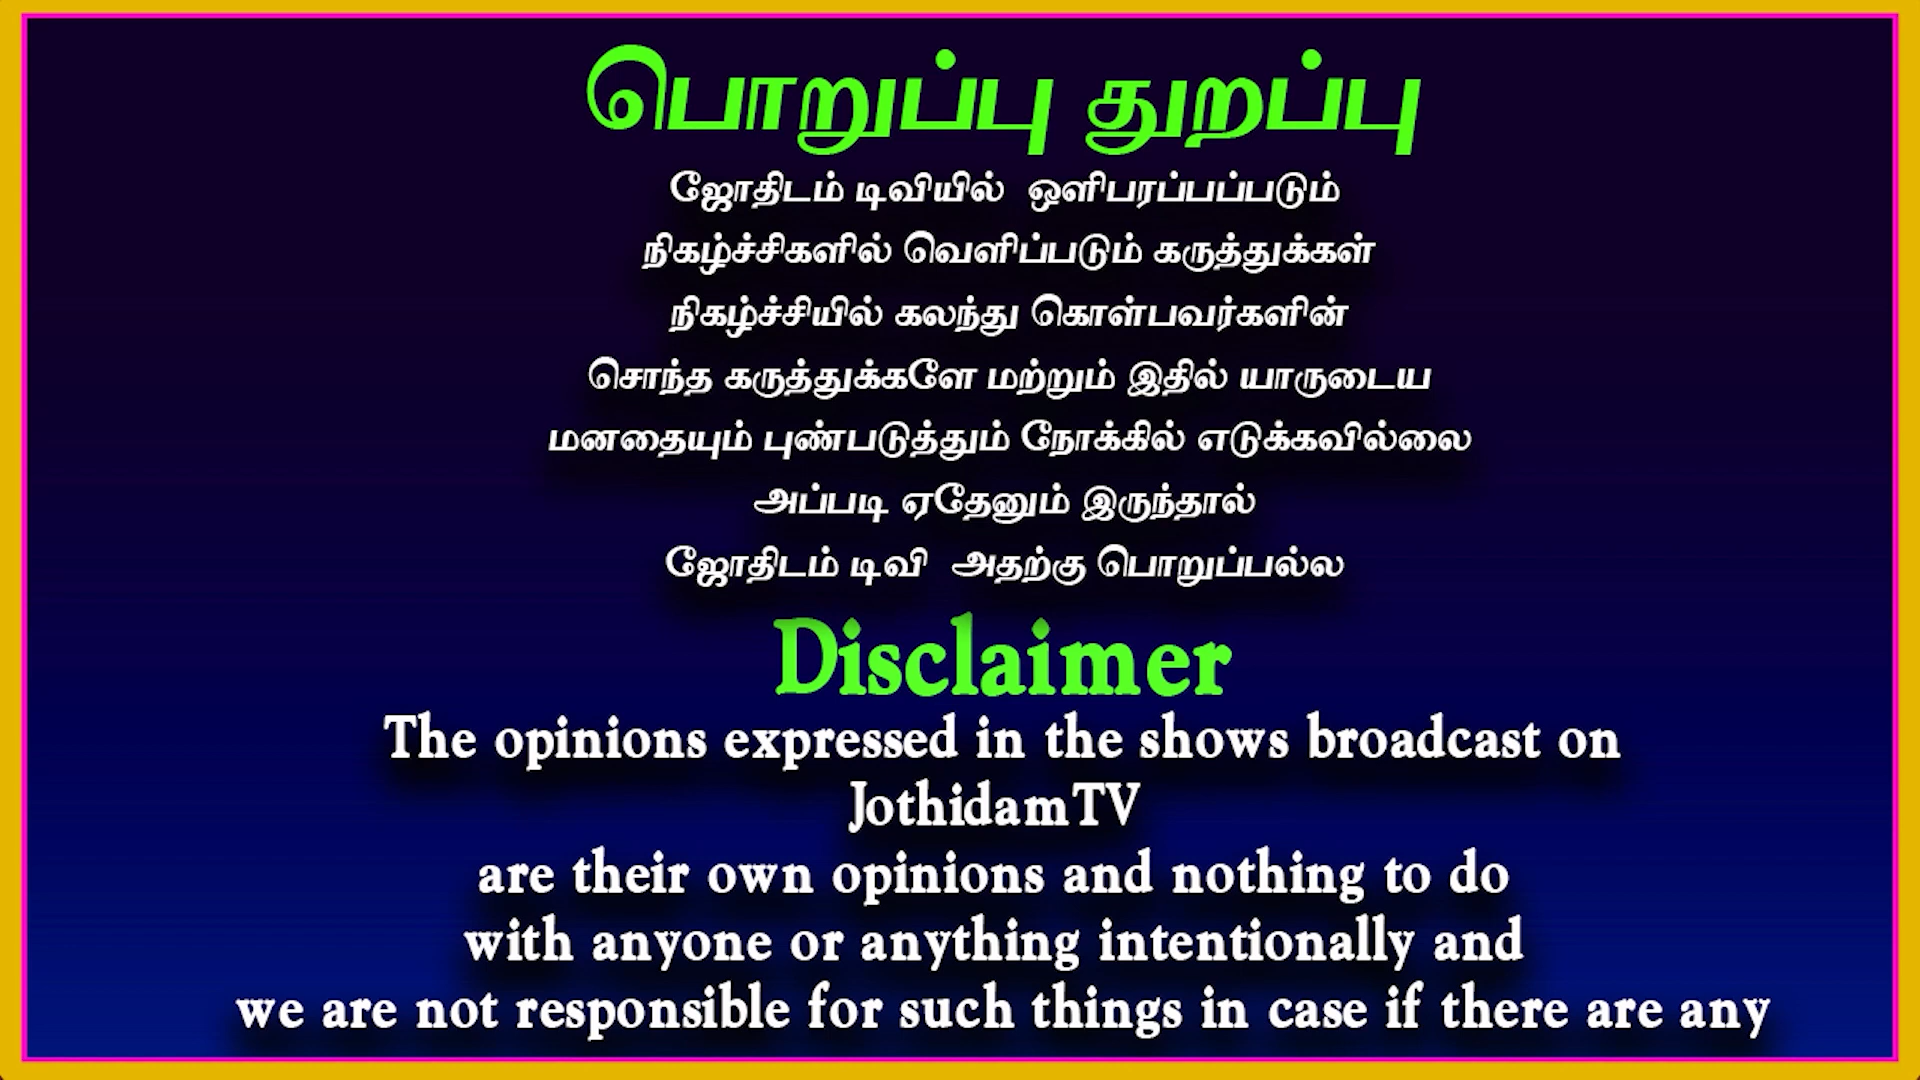 பொறுப்பு துறப்பு
ஜோதிடம் டிவியில் ஒளிபரப்பப்படும்
நிகழ்ச்சிகளில் வெளிப்படும் கருத்துக்கள்
நிகழ்ச்சியில் கலந்து கொள்பவர்களின்
சொந்த கருத்துக்களே மற்றும் இதில் யாருடைய
மனதையும் புண்படுத்தும் நோக்கில் எடுக்கவில்லை
அப்படி ஏதேனும் இருந்தால்
ஜோதிடம் டிவி அதற்கு பொறுப்பல்ல
Disclaimer
The opinions expressed in the shows broadcast on
JothidamTV
are their own opinions and nothing to do
with anyone or anything intentionally and
we are not responsible for such things in case if there are any